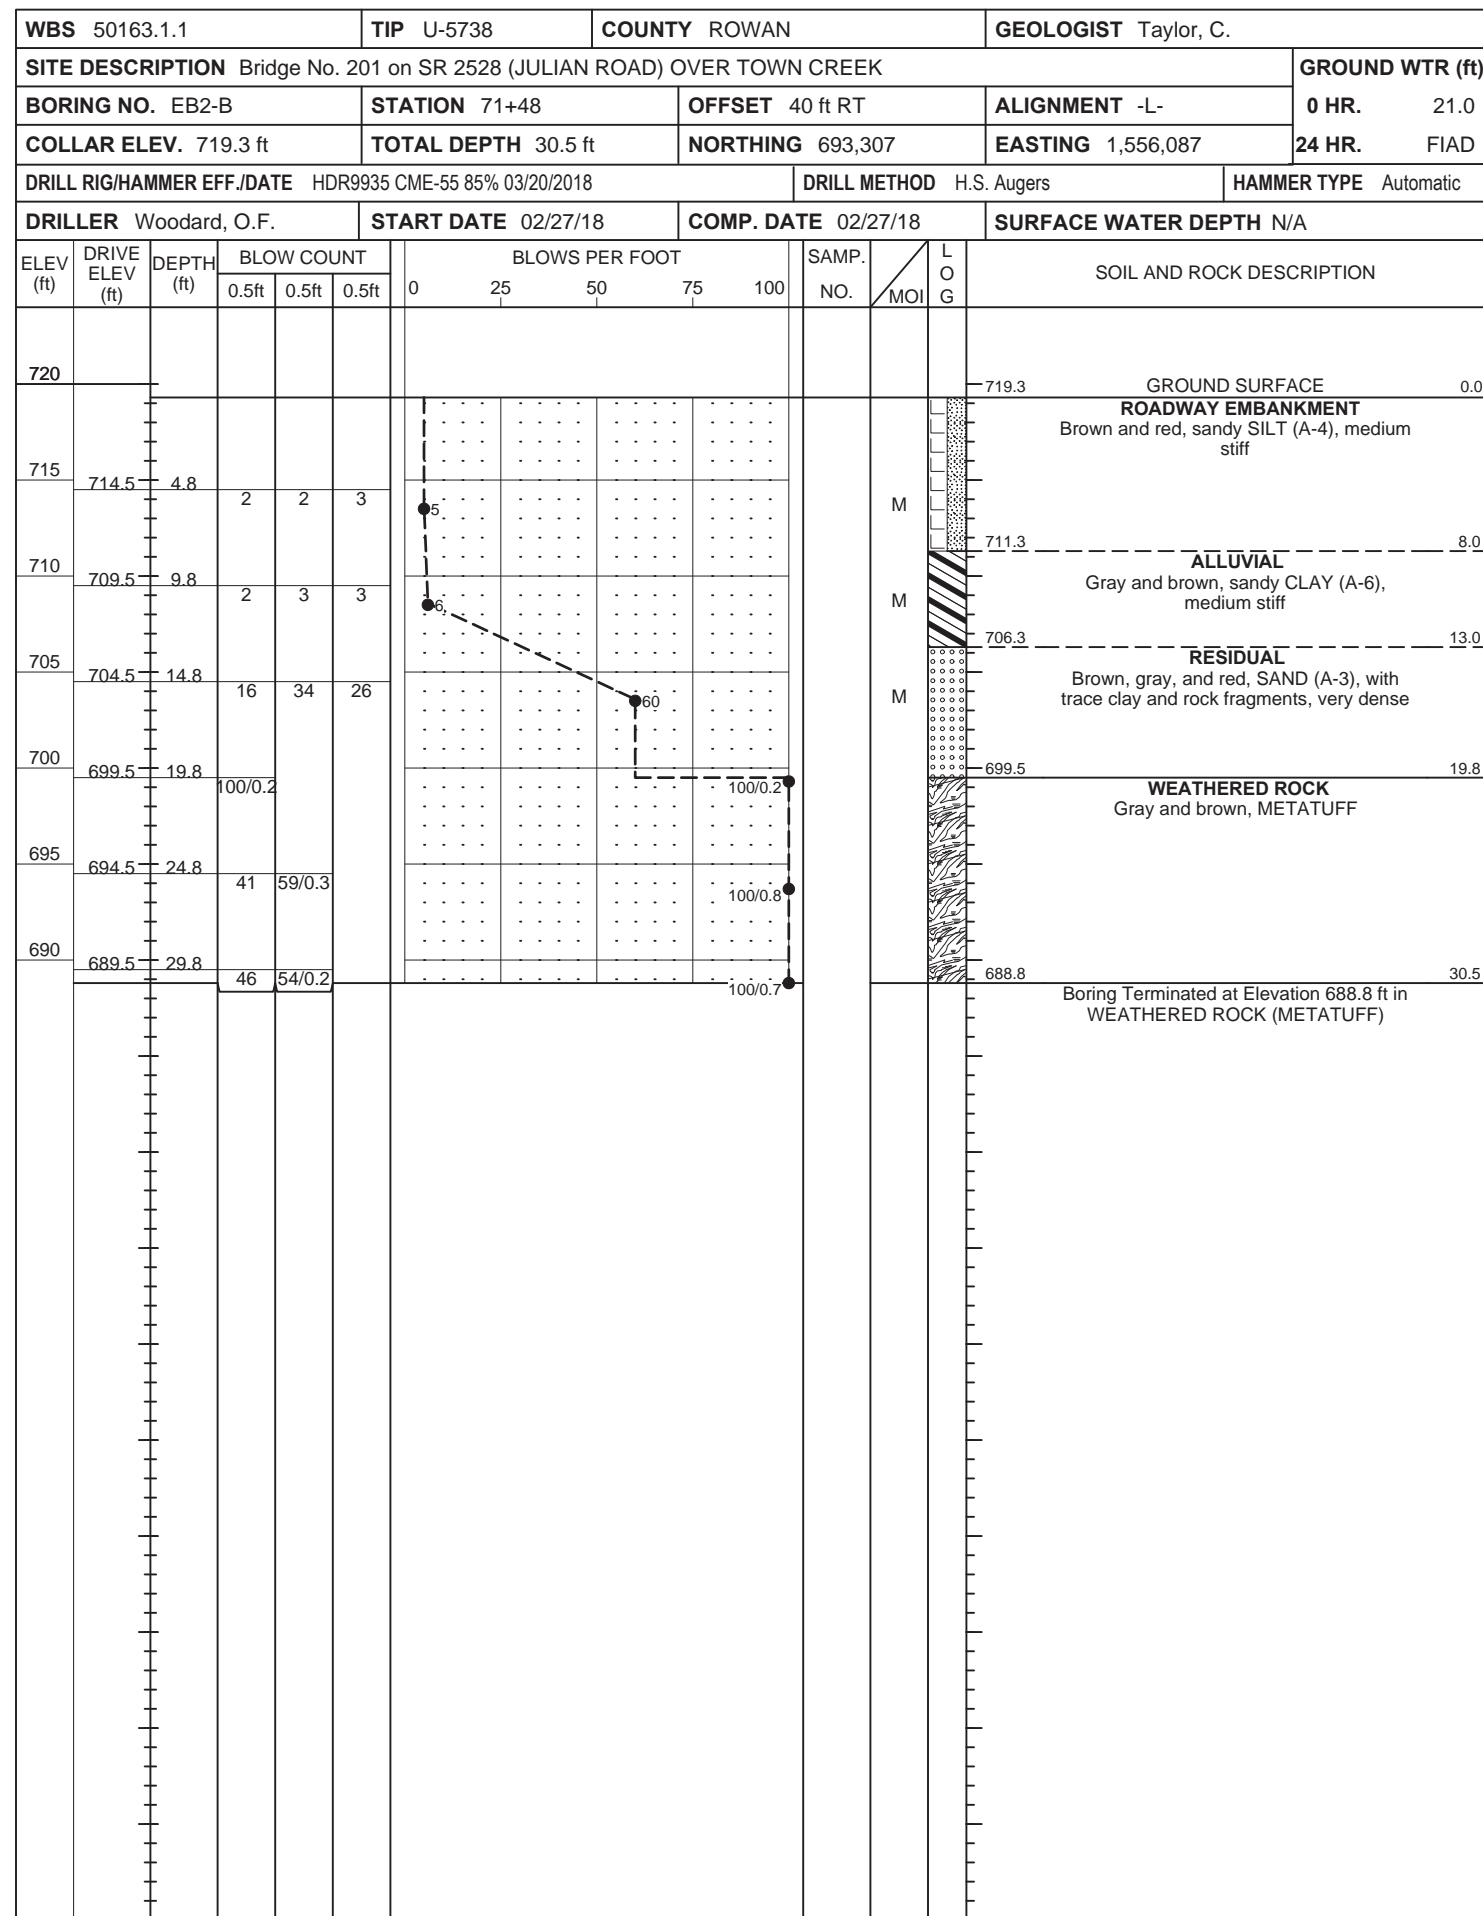 WBS 50163.1.1 TIP U-5738 COUNTY ROWAN GEOLOGIST Taylor, C.
SITE DESCRIPTION Bridge No. 201 on SR 2528 (JULIAN ROAD) OVER TOWN CREEK GROUND WTR (ft)
BORING NO. EB2-B STATION 71+48 OFFSET 40 ft RT ALIGNMENT -L- 0 HR. 21.0
COLLAR ELEV. 719.3 ft TOTAL DEPTH 30.5 ft NORTHING 693,307 EASTING 1,556,087 24 HR. FIAD
DRILL RIG/HAMMER EFF./DATE HDR9935 CME-55 85% 03/20/2018 DRILL METHOD H.S. Augers HAMMER TYPE Automatic
DRILLER Woodard, O.F. START DATE 02/27/18 COMP. DATE 02/27/18 SURFACE WATER DEPTH N/A
ELEV (ft) DRIVE ELEV (ft) DEPTH (ft) BLOW COUNT BLOWS PER FOOT SAMP. NO. MOI LOG SOIL AND ROCK DESCRIPTION
0.5ft 0.5ft 0.5ft 0 25 50 75 100
720
719.3 GROUND SURFACE 0.0
ROADWAY EMBANKMENT
Brown and red, sandy SILT (A-4), medium
stiff
715
714.5 4.8
2 2 3 5 M
711.3 8.0
ALLUVIAL
710
709.5 9.8
Gray and brown, sandy CLAY (A-6),
medium stiff
2 3 3 6 M
706.3 13.0
RESIDUAL
705
704.5 14.8
Brown, gray, and red, SAND (A-3), with
trace clay and rock fragments, very dense
16 34 26 60 M
700
699.5 19.8
699.5 19.8
100/0.2 100/0.2
WEATHERED ROCK
Gray and brown, METATUFF
695
694.5 24.8
41 59/0.3 100/0.8
690
689.5 29.8
46 54/0.2 100/0.7
688.8 30.5
Boring Terminated at Elevation 688.8 ft in
WEATHERED ROCK (METATUFF)